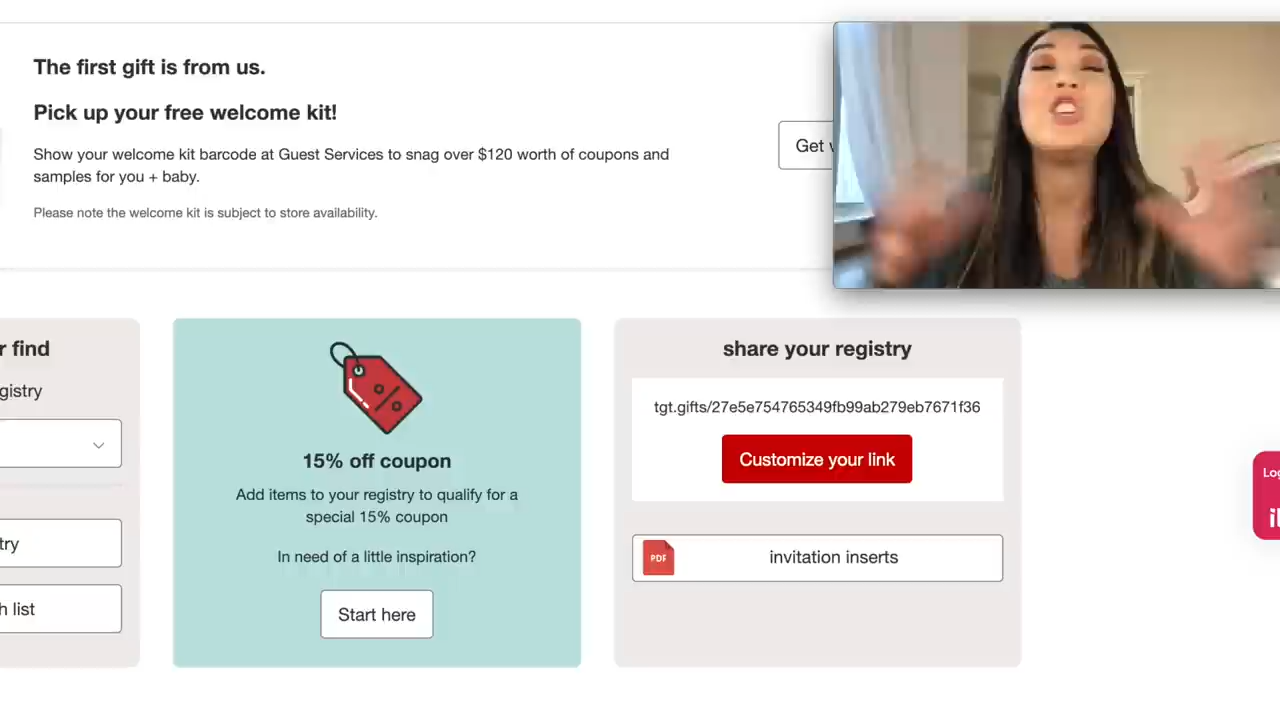 The first gift is from us.
Pick up your free welcome kit!
Show your welcome kit barcode at Guest Services to snag over $120 worth of coupons and
samples for you + baby.
Please note the welcome kit is subject to store availability.
Get
find
15% off coupon
Add items to your registry to qualify for a
special 15% coupon
In need of a little inspiration?
Start here
share your registry
tgt.gifts/27e5e754765349fb99ab279eb7671f36
Customize your link
PDF
invitation inserts
list